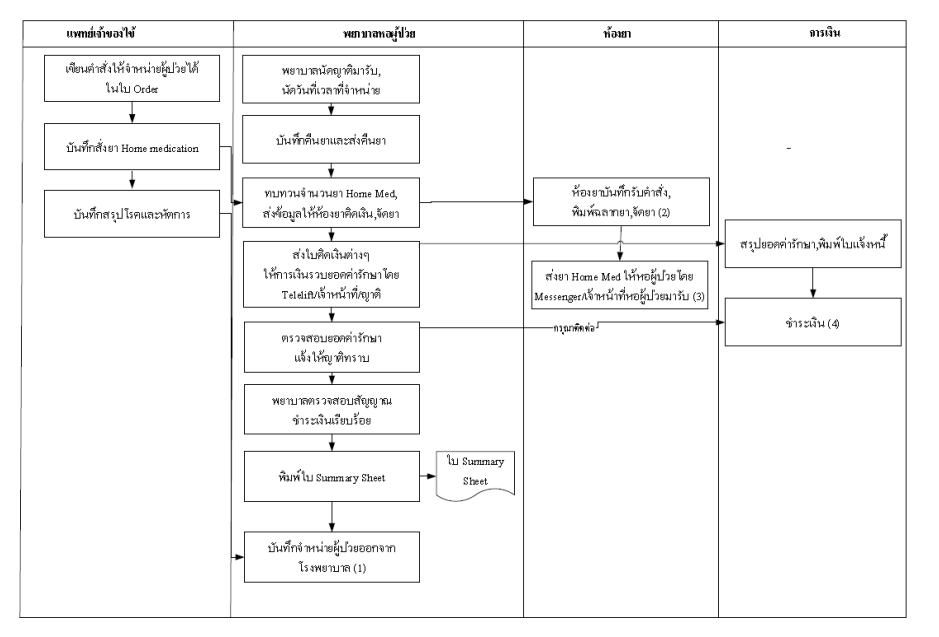 แพทย์เจ้าของไข้
พยาบาลหอผู้ป่วย
ห้องยา
การเงิน
เขียนคำสั่งให้จำหน่ายผู้ป่วยได้
ในใบ Order
บันทึกสั่งยา Home medication
บันทึกสรุปโรคและหัตการ
พยาบาลนัดญาติมารับ,
นัดวันที่เวลาที่จำหน่าย
บันทึกคืนยาและส่งคืนยา
ทบทวนจำนวนยา Home Med,
ส่งข้อมูลให้ห้องยาคิดเงิน,จัดยา
ส่งใบคิดเงินต่างๆ
ให้การเงินรวบยอดค่ารักษาโดย
Telelift/เจ้าหน้าที่/ญาติ
ตรวจสอบยอดค่ารักษา
แจ้งให้ญาติทราบ
พยาบาลตรวจสอบสัญญาณ
ชำระเงินเรียบร้อย
พิมพ์ใบ Summary Sheet
ใบ Summary
Sheet
บันทึกจำหน่ายผู้ป่วยออกจาก
โรงพยาบาล (1)
ห้องยาบันทึกรับคำสั่ง,
พิมพ์ฉลากยา,จัดยา (2)
ส่งยา Home Med ให้หอผู้ป่วยโดย
Messenger/เจ้าหน้าที่หอผู้ป่วยมารับ (3)
กรุณาติดต่อ
-
สรุปยอดค่ารักษา,พิมพ์ใบแจ้งหนี้
ชำระเงิน (4)